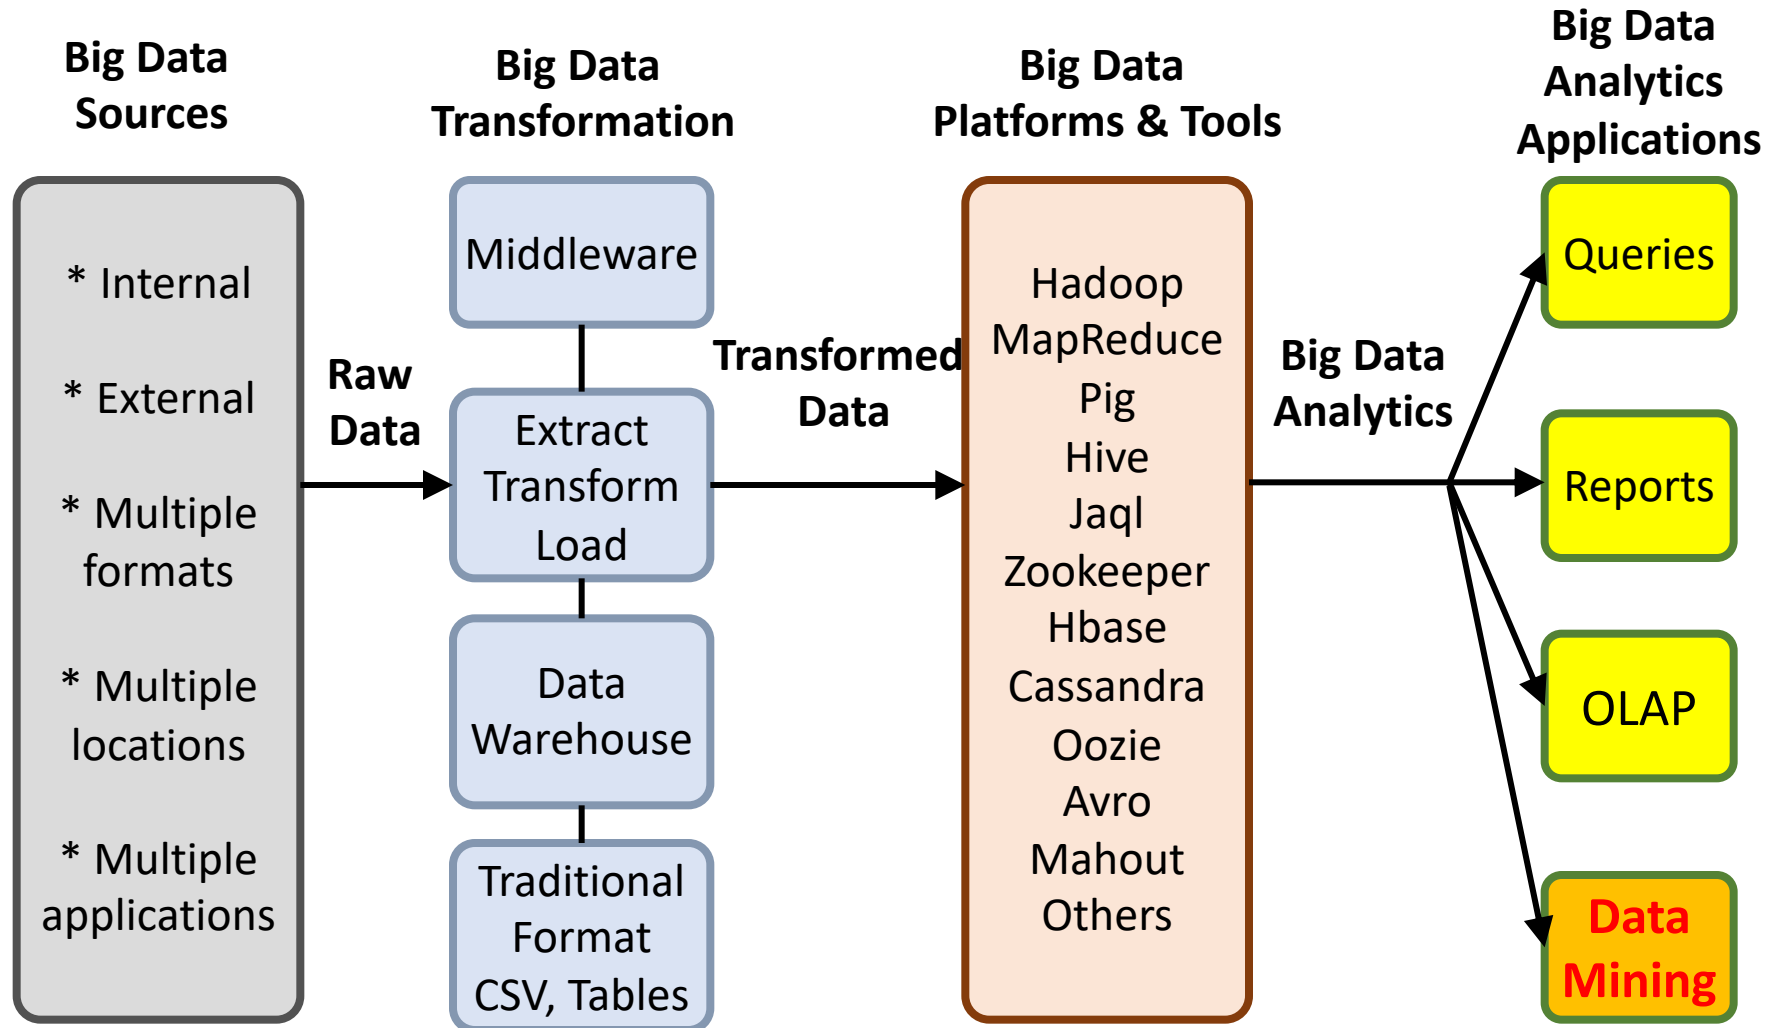 Big Data
Sources
* Internal
* External
* Multiple
formats
* Multiple
locations
* Multiple
applications
Raw
Data
Big Data
Transformation
Middleware
Extract
Transform
Load
Data
Warehouse
Traditional
Format
CSV, Tables
Transformed
Data
Big Data
Platforms & Tools
Hadoop
MapReduce
Pig
Hive
Jaql
Zookeeper
Hbase
Cassandra
Oozie
Avro
Mahout
Others
Big Data
Analytics
Big Data
Analytics
Applications
Queries
Reports
OLAP
Data
Mining